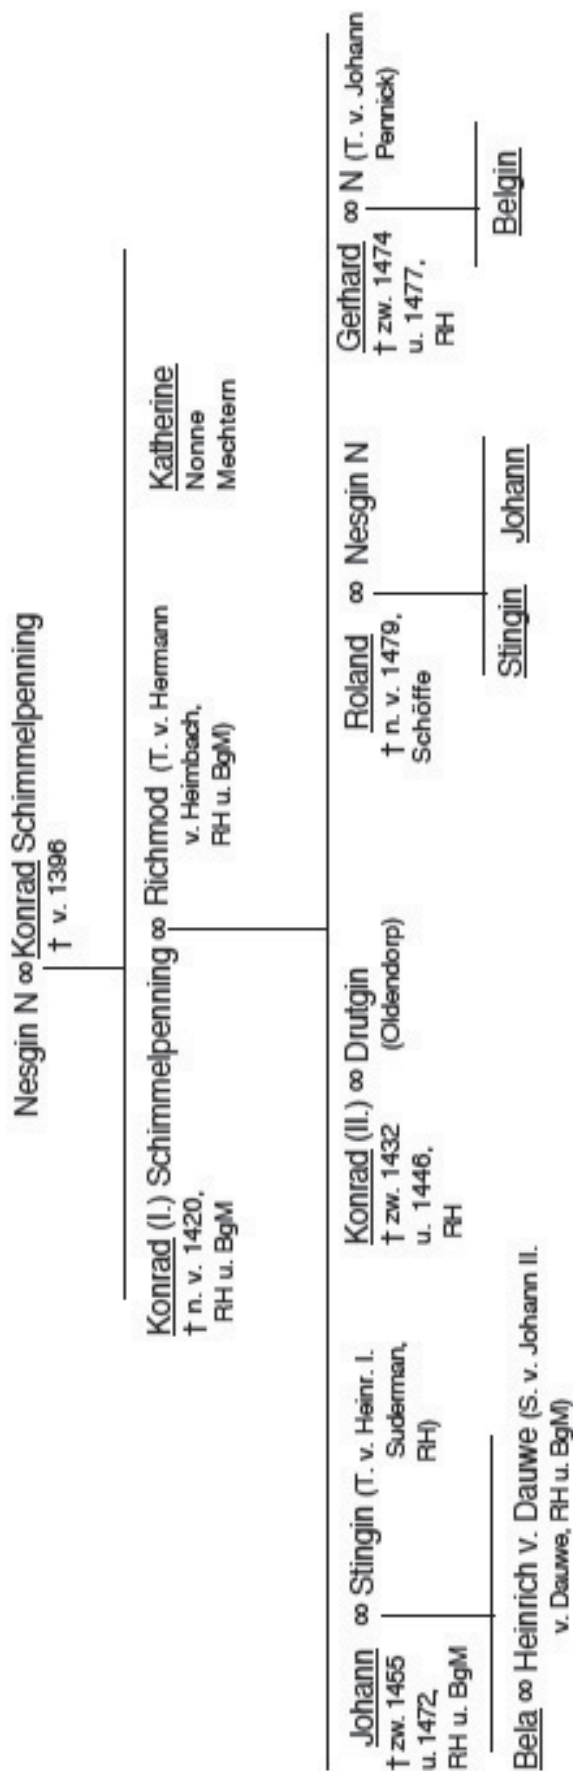 Nesgin N ∞ Konrad Schimmelpenning
† v. 1396
Konrad (I.) Schimmelpenning ∞ Richmod (T. v. Hermann
† n. v. 1420,
RH u. BgM
v. Heimbach,
RH u. BgM)
Katherine
Nonne
Mechtern
Johann ∞ Stingin (T. v. Heinr. I.
† zw. 1455
u. 1472,
RH u. BgM
Suderman,
RH)
Konrad (II.) ∞ Drutgin
† zw. 1432
u. 1446,
RH
(Oldendorp)
Roland ∞ Nesgin N
† n. v. 1479,
Schöffe
Gerhard ∞ N (T. v. Johann
† zw. 1474
u. 1477,
RH
Pennick)
Bela ∞ Heinrich v. Dauwe (S. v. Johann II.
v. Dauwe, RH u. BgM)
Stingin Johann
Belgin